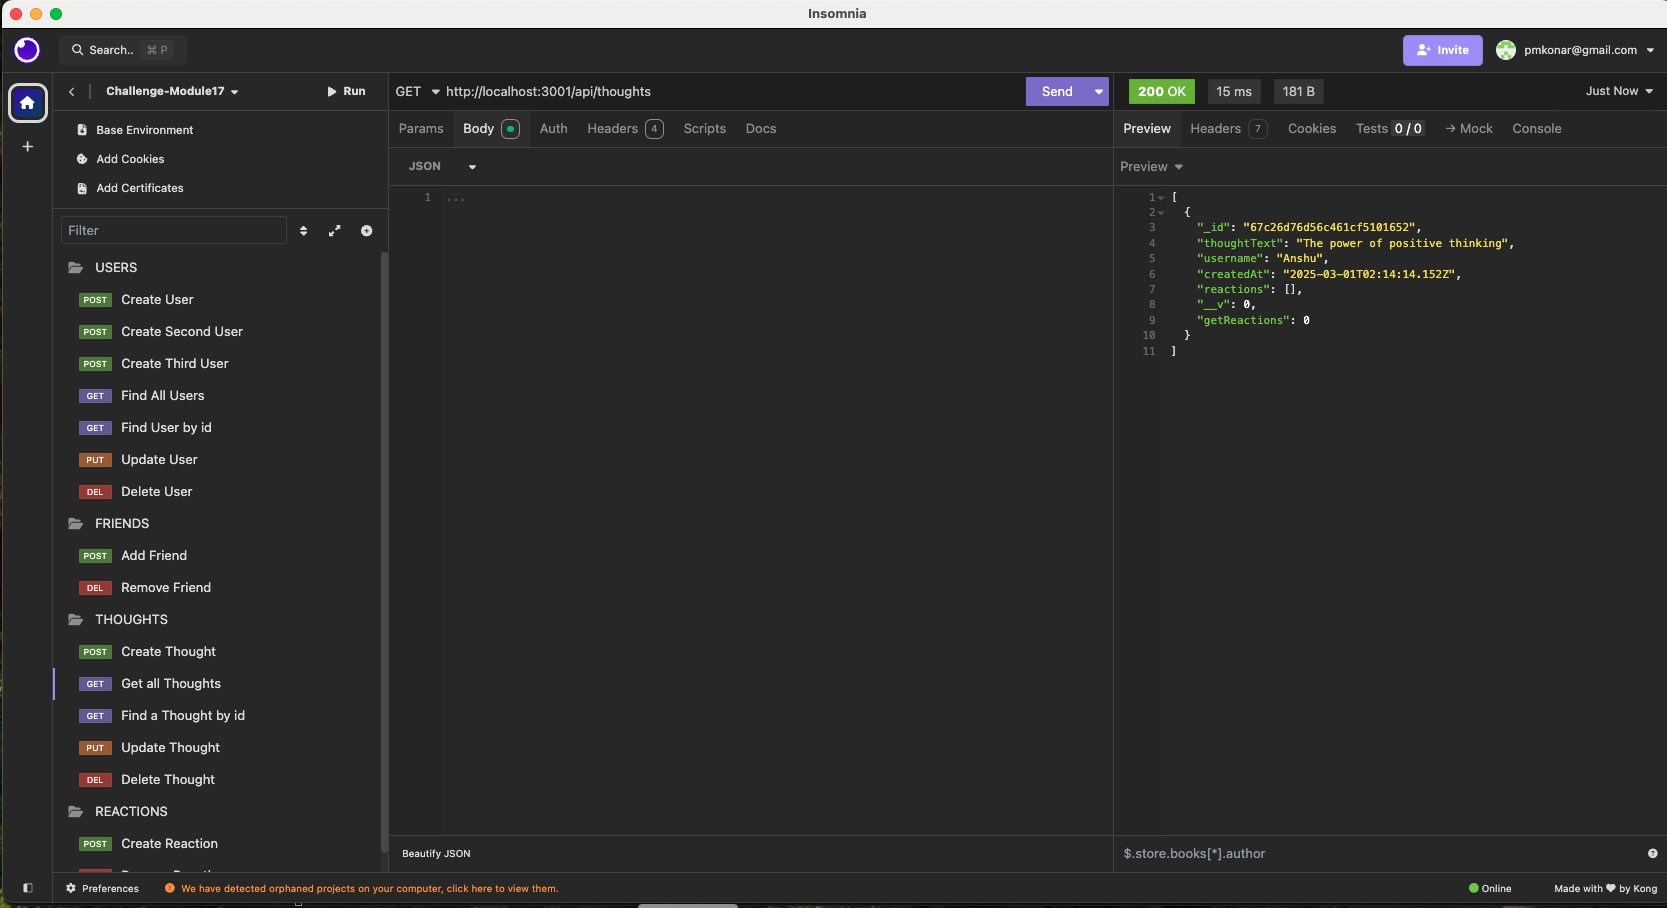 Insomnia
Search.. ⌘ P
Invite
pmkonar@gmail.com
Challenge-Module17
Run
Base Environment
Add Cookies
Add Certificates
Filter
USERS
POST Create User
POST Create Second User
POST Create Third User
GET Find All Users
GET Find User by id
PUT Update User
DEL Delete User
FRIENDS
POST Add Friend
DEL Remove Friend
THOUGHTS
POST Create Thought
GET Get all Thoughts
GET Find a Thought by id
PUT Update Thought
DEL Delete Thought
REACTIONS
POST Create Reaction
GET http://localhost:3001/api/thoughts
Send
Params Body Auth Headers 4 Scripts Docs
JSON
1 ...
Beautify JSON
200 OK 15 ms 181 B Just Now
Preview Headers 7 Cookies Tests 0 / 0 → Mock Console
Preview
1 [
2 {
3 "_id": "67c26d76d56c461cf5101652",
4 "thoughtText": "The power of positive thinking",
5 "username": "Anshu",
6 "createdAt": "2025-03-01T02:14:14.152Z",
7 "reactions": [],
8 "__v": 0,
9 "getReactions": 0
10 }
11 ]
$.store.books[*].author
Preferences
We have detected orphaned projects on your computer, click here to view them.
Online
Made with ♥ by Kong